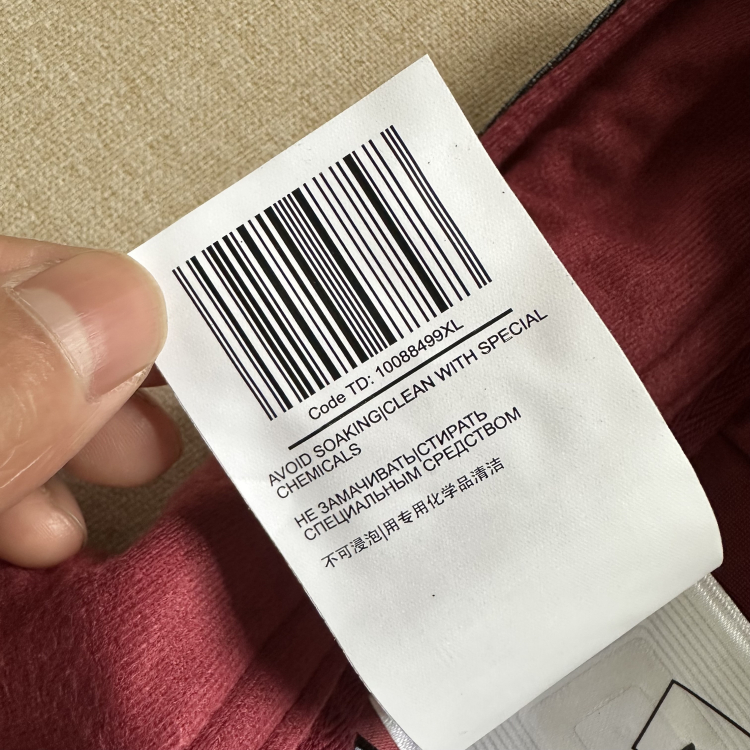 Code TD: 10088499XL
AVOID SOAKING|CLEAN WITH SPECIAL
CHEMICALS
НЕ ЗАМАЧИВАТЬ|СТИРАТЬ
СПЕЦИАЛЬНЫМ СРЕДСТВОМ
不可浸泡|用专用化学品清洁